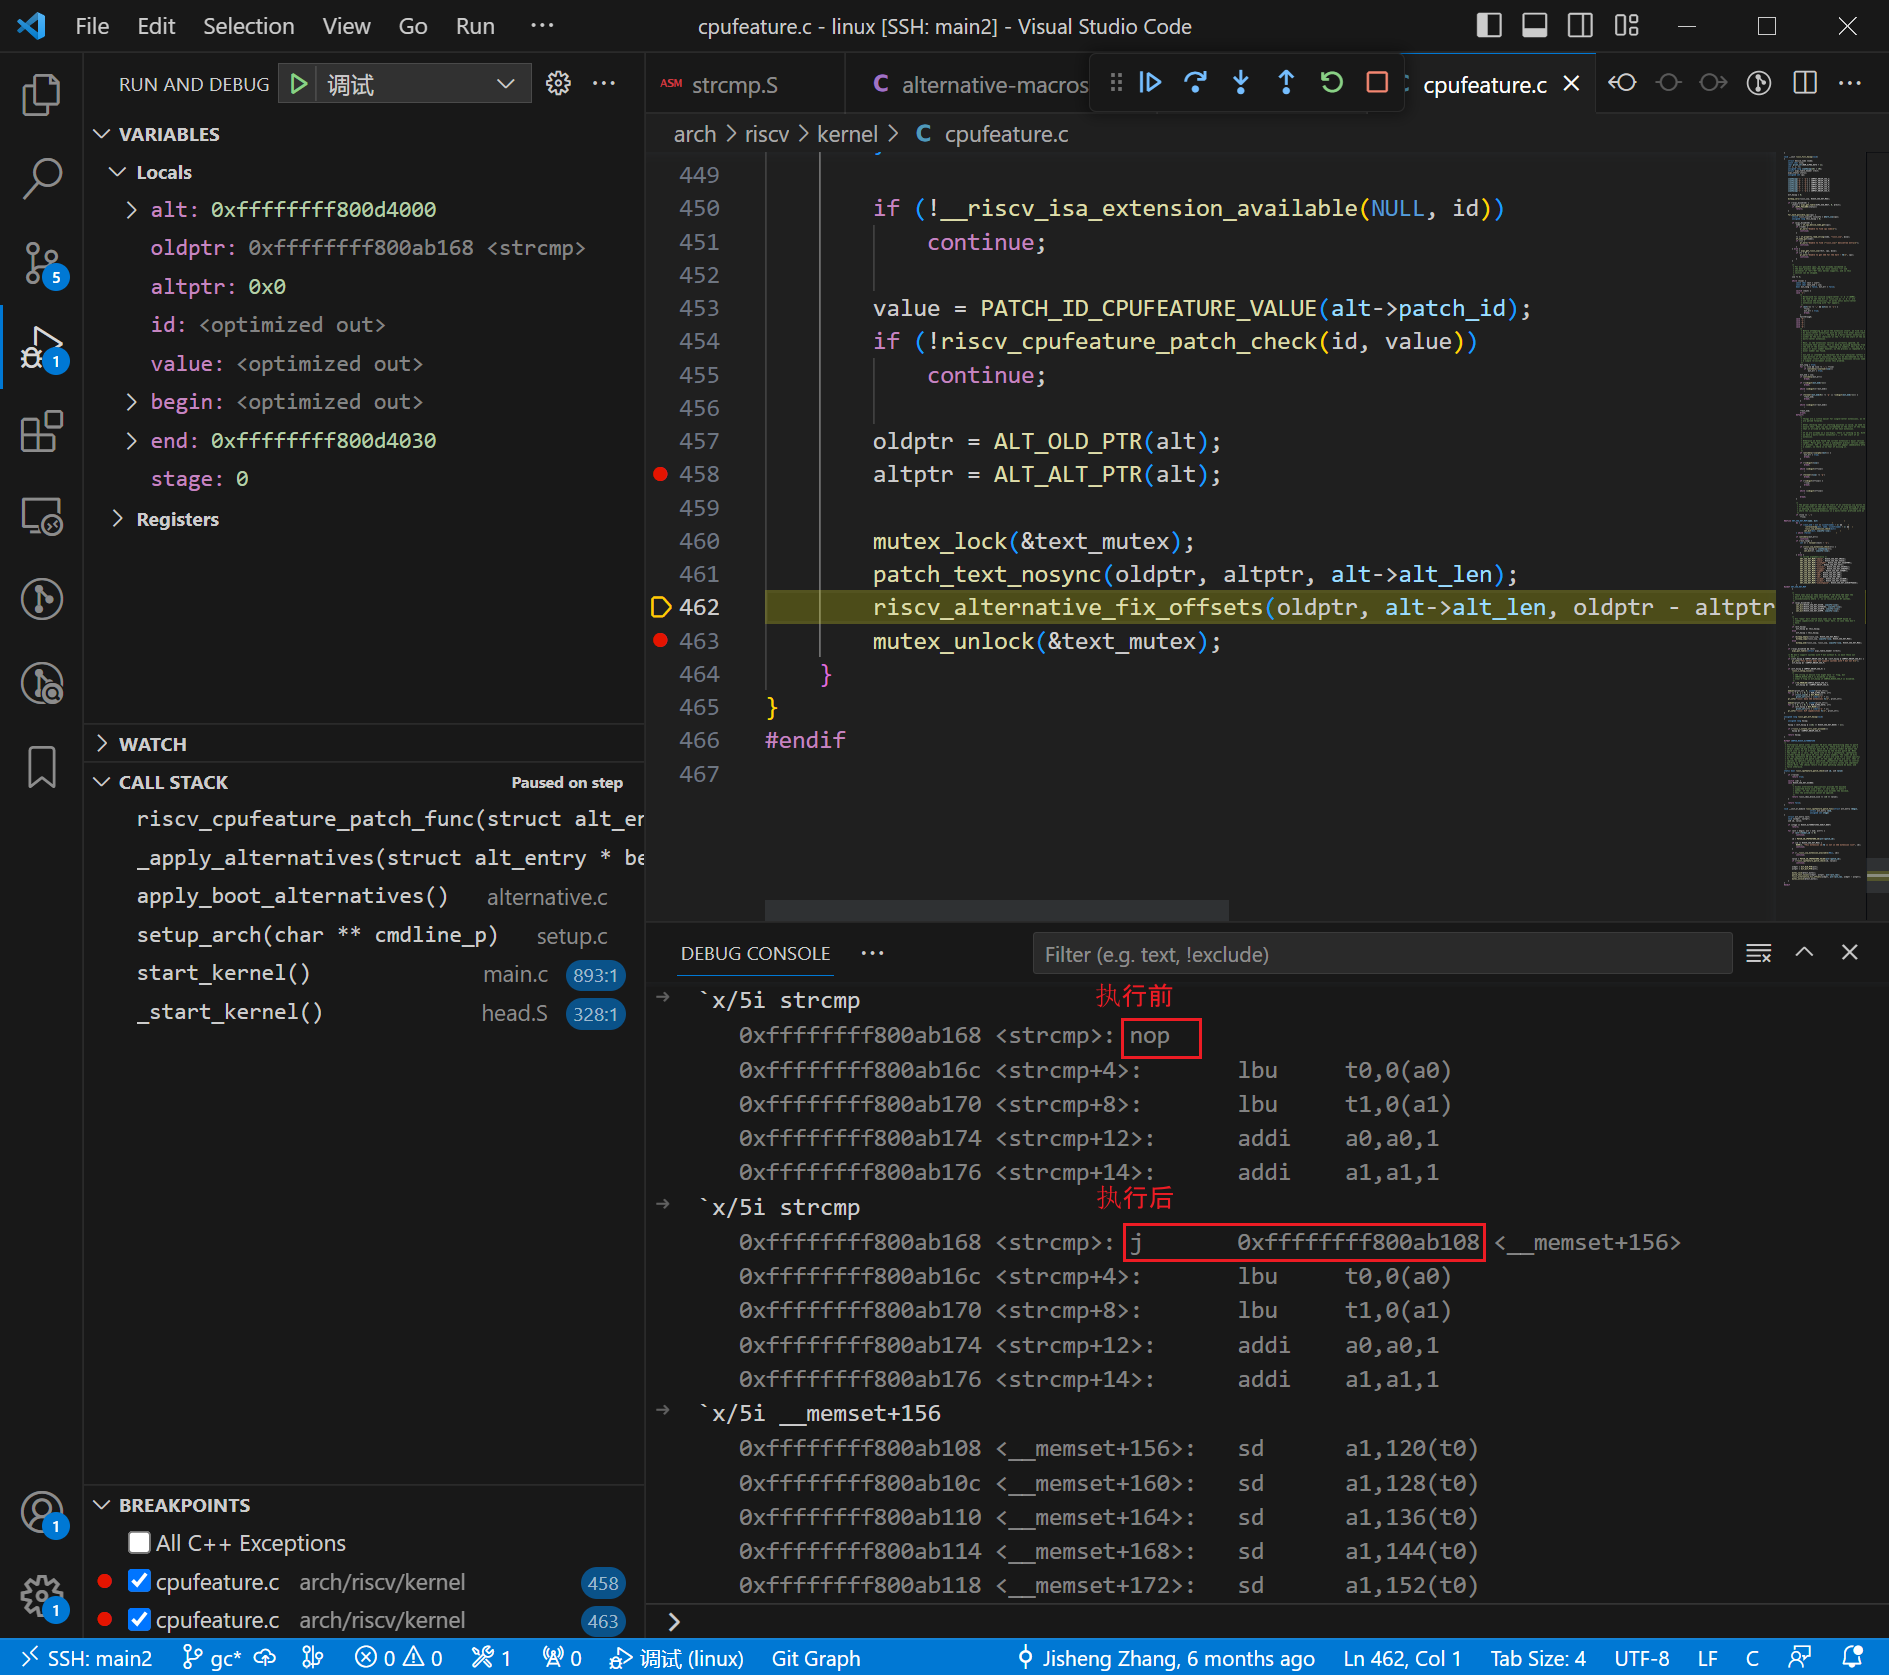 File Edit Selection View Go Run ···
cpufeature.c - linux [SSH: main2] - Visual Studio Code
RUN AND DEBUG 调试 ···
ASM strcmp.S C alternative-macros cpufeature.c ···
arch > riscv > kernel > C cpufeature.c
VARIABLES
Locals
alt: 0xffffffff800d4000
oldptr: 0xffffffff800ab168 <strcmp>
altptr: 0x0
id: <optimized out>
value: <optimized out>
begin: <optimized out>
end: 0xffffffff800d4030
stage: 0
Registers
WATCH
CALL STACK Paused on step
riscv_cpufeature_patch_func(struct alt_er
_apply_alternatives(struct alt_entry * be
apply_boot_alternatives() alternative.c
setup_arch(char ** cmdline_p) setup.c
start_kernel() main.c 893:1
_start_kernel() head.S 328:1
BREAKPOINTS
All C++ Exceptions
cpufeature.c arch/riscv/kernel 458
cpufeature.c arch/riscv/kernel 463
5
1
1
1
449
450 if (!__riscv_isa_extension_available(NULL, id))
451 continue;
452
453 value = PATCH_ID_CPUFEATURE_VALUE(alt->patch_id);
454 if (!riscv_cpufeature_patch_check(id, value))
455 continue;
456
457 oldptr = ALT_OLD_PTR(alt);
458 altptr = ALT_ALT_PTR(alt);
459
460 mutex_lock(&text_mutex);
461 patch_text_nosync(oldptr, altptr, alt->alt_len);
462 riscv_alternative_fix_offsets(oldptr, alt->alt_len, oldptr - altptr
463 mutex_unlock(&text_mutex);
464 }
465 }
466 #endif
467
DEBUG CONSOLE ··· Filter (e.g. text, !exclude)
`x/5i strcmp 执行前
0xffffffff800ab168 <strcmp>: nop
0xffffffff800ab16c <strcmp+4>: lbu t0,0(a0)
0xffffffff800ab170 <strcmp+8>: lbu t1,0(a1)
0xffffffff800ab174 <strcmp+12>: addi a0,a0,1
0xffffffff800ab176 <strcmp+14>: addi a1,a1,1
`x/5i strcmp 执行后
0xffffffff800ab168 <strcmp>: j 0xffffffff800ab108 <__memset+156>
0xffffffff800ab16c <strcmp+4>: lbu t0,0(a0)
0xffffffff800ab170 <strcmp+8>: lbu t1,0(a1)
0xffffffff800ab174 <strcmp+12>: addi a0,a0,1
0xffffffff800ab176 <strcmp+14>: addi a1,a1,1
`x/5i __memset+156
0xffffffff800ab108 <__memset+156>: sd a1,120(t0)
0xffffffff800ab10c <__memset+160>: sd a1,128(t0)
0xffffffff800ab110 <__memset+164>: sd a1,136(t0)
0xffffffff800ab114 <__memset+168>: sd a1,144(t0)
0xffffffff800ab118 <__memset+172>: sd a1,152(t0)
SSH: main2 gc* 0 0 1 0 调试 (linux) Git Graph Jisheng Zhang, 6 months ago Ln 462, Col 1 Tab Size: 4 UTF-8 LF C